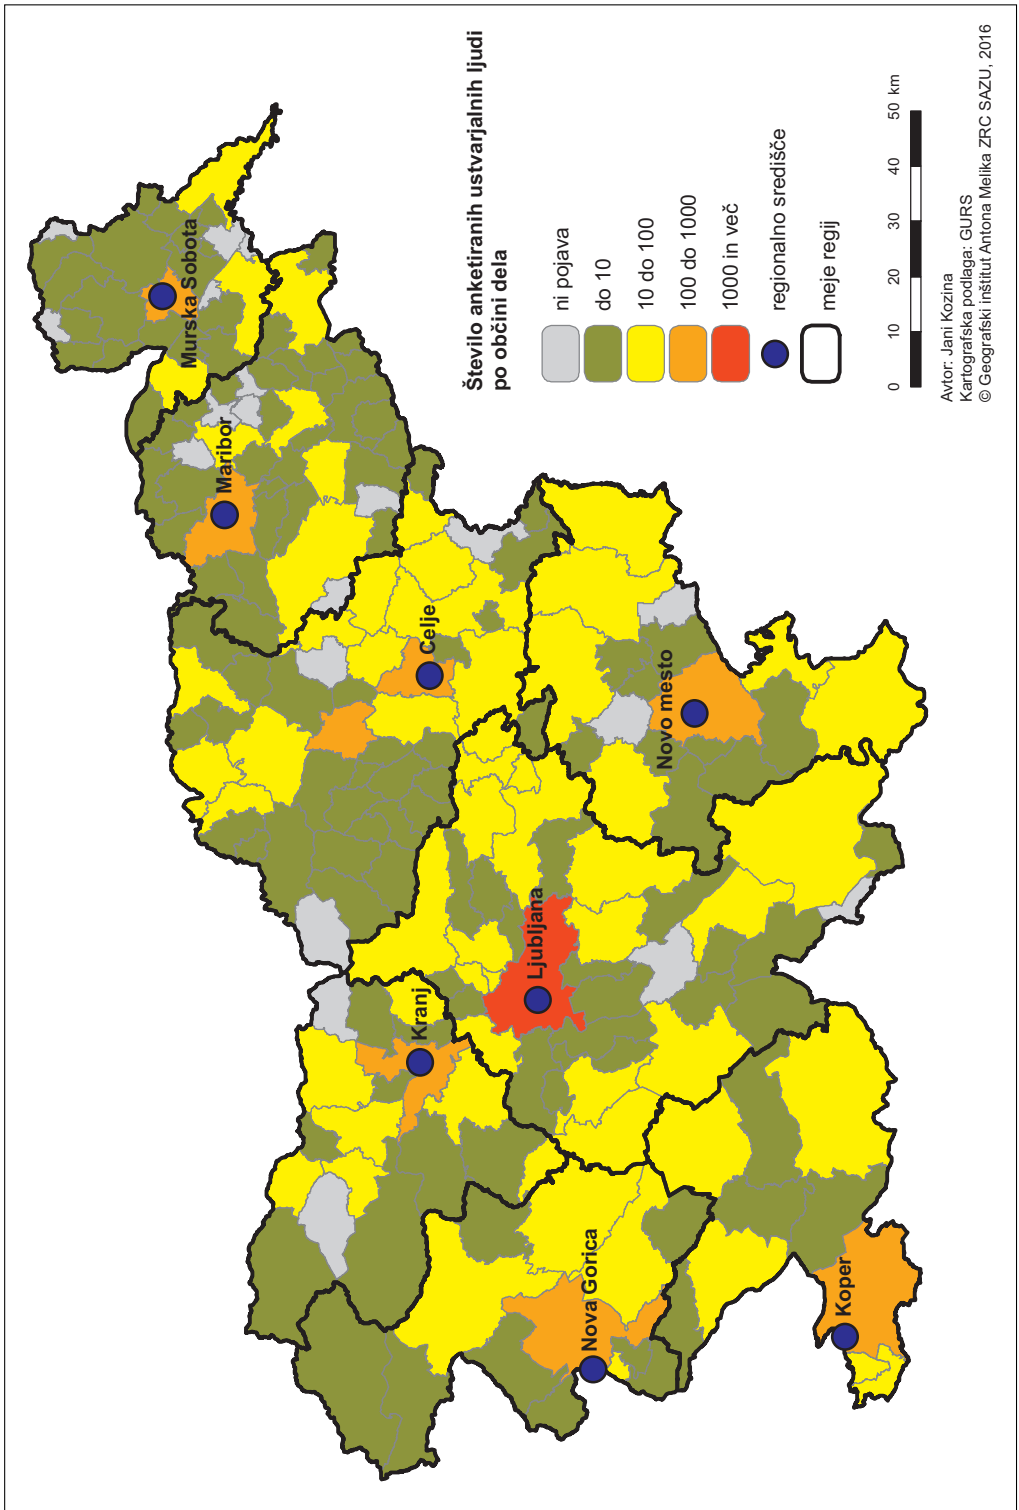 Murska Sobota
Maribor
Celje
Novo mesto
Kranj
Ljubljana
Nova Gorica
Koper
Število anketiranih ustvarjalnih ljudi
po občini dela
ni pojava
do 10
10 do 100
100 do 1000
1000 in več
regionalno središče
meje regij
0 10 20 30 40 50 km
Avtor: Jani Kozina
Kartografska podlaga: GURS
© Geografski inštitut Antona Melika ZRC SAZU, 2016